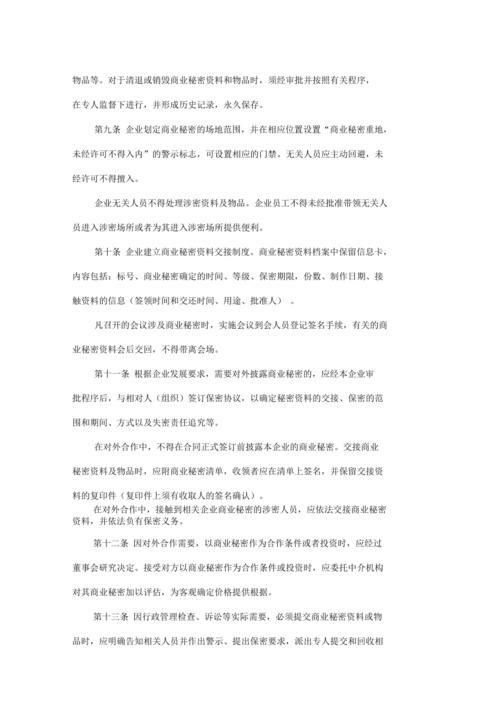 物品等。对于清退或销毁商业秘密资料和物品时，须经审批并按照有关程序，
在专人监督下进行，并形成历史记录，永久保存。
第九条 企业划定商业秘密的场地范围，并在相应位置设置“商业秘密重地，
未经许可不得入内”的警示标志，可设置相应的门禁。无关人员应主动回避，未
经许可不得擅入。
企业无关人员不得处理涉密资料及物品。企业员工不得未经批准带领无关人
员进入涉密场所或者为其进入涉密场所提供便利。
第十条 企业建立商业秘密资料交接制度。商业秘密资料档案中保留信息卡，
内容包括：标号、商业秘密确定的时间、等级、保密期限，份数、制作日期、接
触资料的信息（签领时间和交还时间、用途、批准人） 。
凡召开的会议涉及商业秘密时，实施会议到会人员登记签名手续，有关的商
业秘密资料会后交回，不得带离会场。
第十一条 根据企业发展要求，需要对外披露商业秘密的，应经本企业审
批程序后，与相对人（组织）签订保密协议，以确定秘密资料的交接、保密的范
围和期间、方式以及失密责任追究等。
在对外合作中，不得在合同正式签订前披露本企业的商业秘密。交接商业
秘密资料及物品时，应附商业秘密清单，收领者应在清单上签名，并保留交接资
料的复印件（复印件上须有收取人的签名确认）。
在对外合作中，接触到相关企业商业秘密的涉密人员，应依法交接商业秘密
资料，并依法负有保密义务。
第十二条 因对外合作需要，以商业秘密作为合作条件或者投资时，应经过
董事会研究决定。接受对方以商业秘密作为合作条件或投资时，应委托中介机构
对其商业秘密加以评估，为客观确定价格提供根据。
第十三条 因行政管理检查、诉讼等实际需要，必须提交商业秘密资料或物
品时，应明确告知相关人员并作出警示、提出保密要求，派出专人提交和回收相